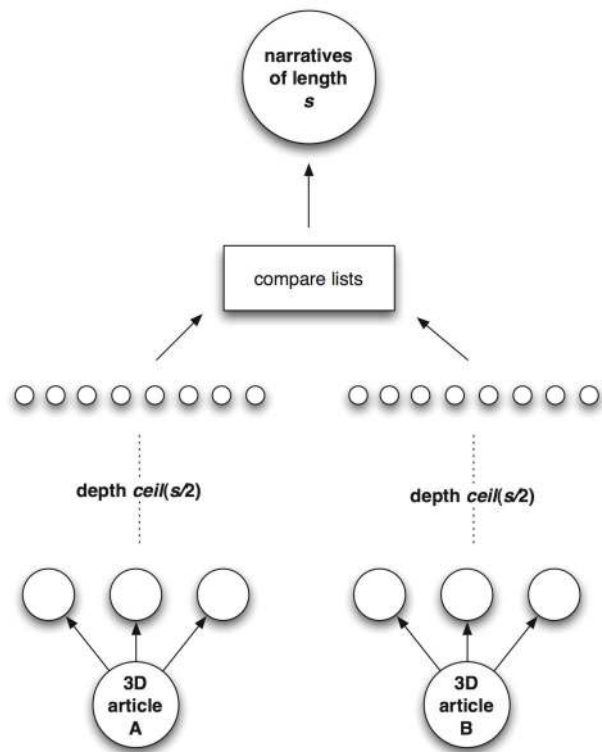 narratives
of length
s
compare lists
depth ceil(s/2)
depth ceil(s/2)
3D
article
A
3D
article
B